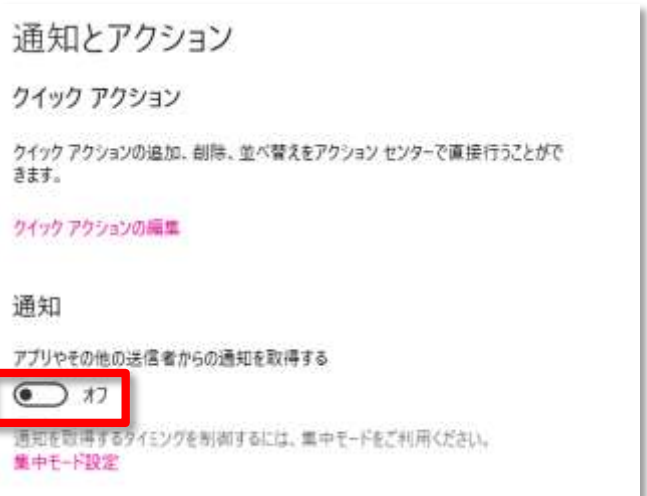 通知とアクション
クイック アクション
クイック アクションの追加、削除、並べ替えをアクション センターで直接行うことがで
きます。
クイック アクションの編集
通知
アプリやその他の送信者からの通知を取得する
オフ
通知を取得するタイミングを制御するには、集中モードをご利用ください。
集中モード設定